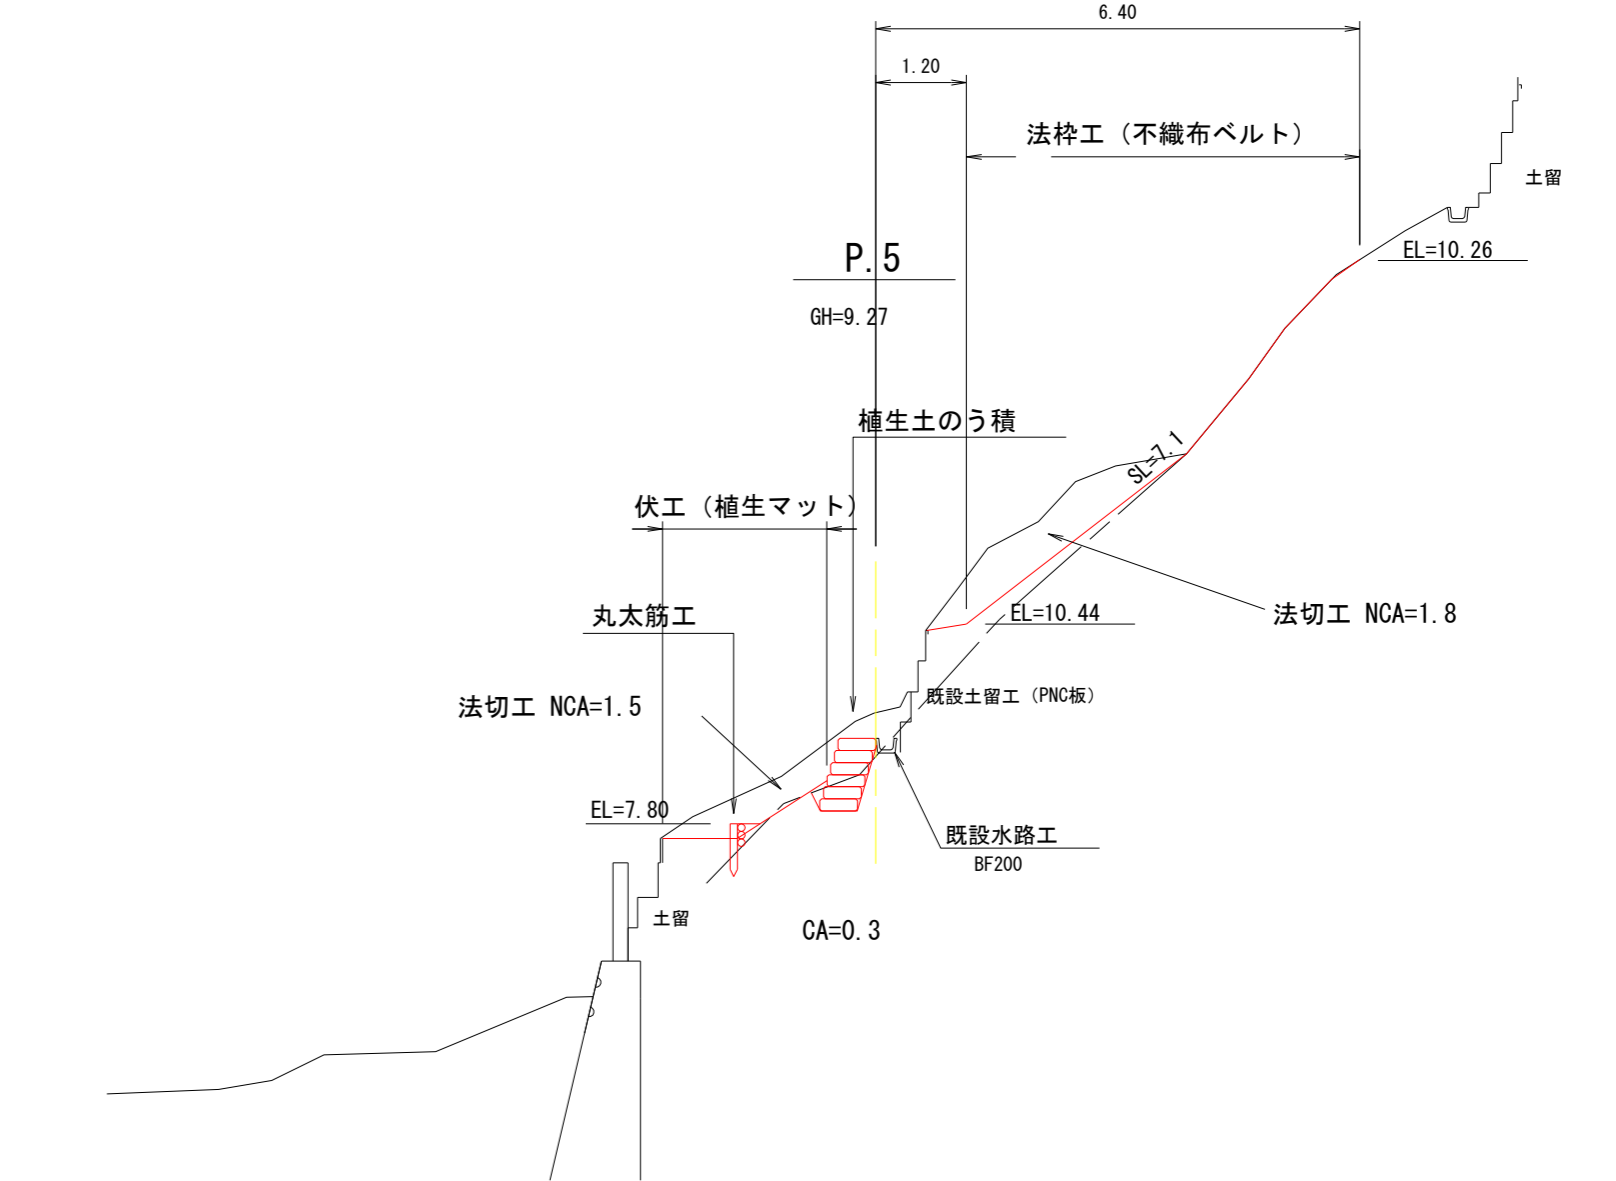 6.40
1.20
法枠工（不織布ベルト）
土留
P.5
EL=10.26
GH=9.27
植生土のう積
SL=7.1
伏工（植生マット）
丸太筋工
EL=10.44
法切工 NCA=1.8
既設土留工（PNC板）
法切工 NCA=1.5
EL=7.80
既設水路工
BF200
土留
CA=0.3